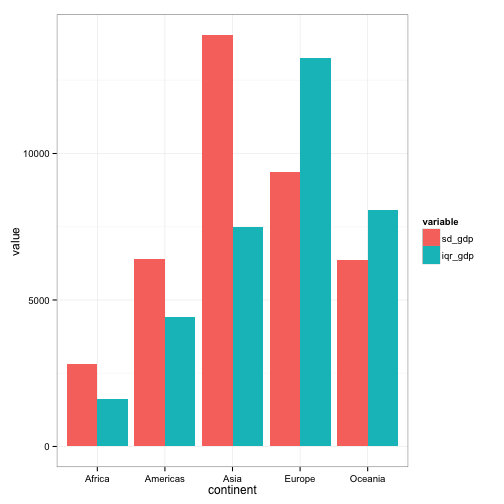 10000
5000
0
value
Africa Americas Asia Europe Oceania
continent
variable
sd_gdp
iqr_gdp